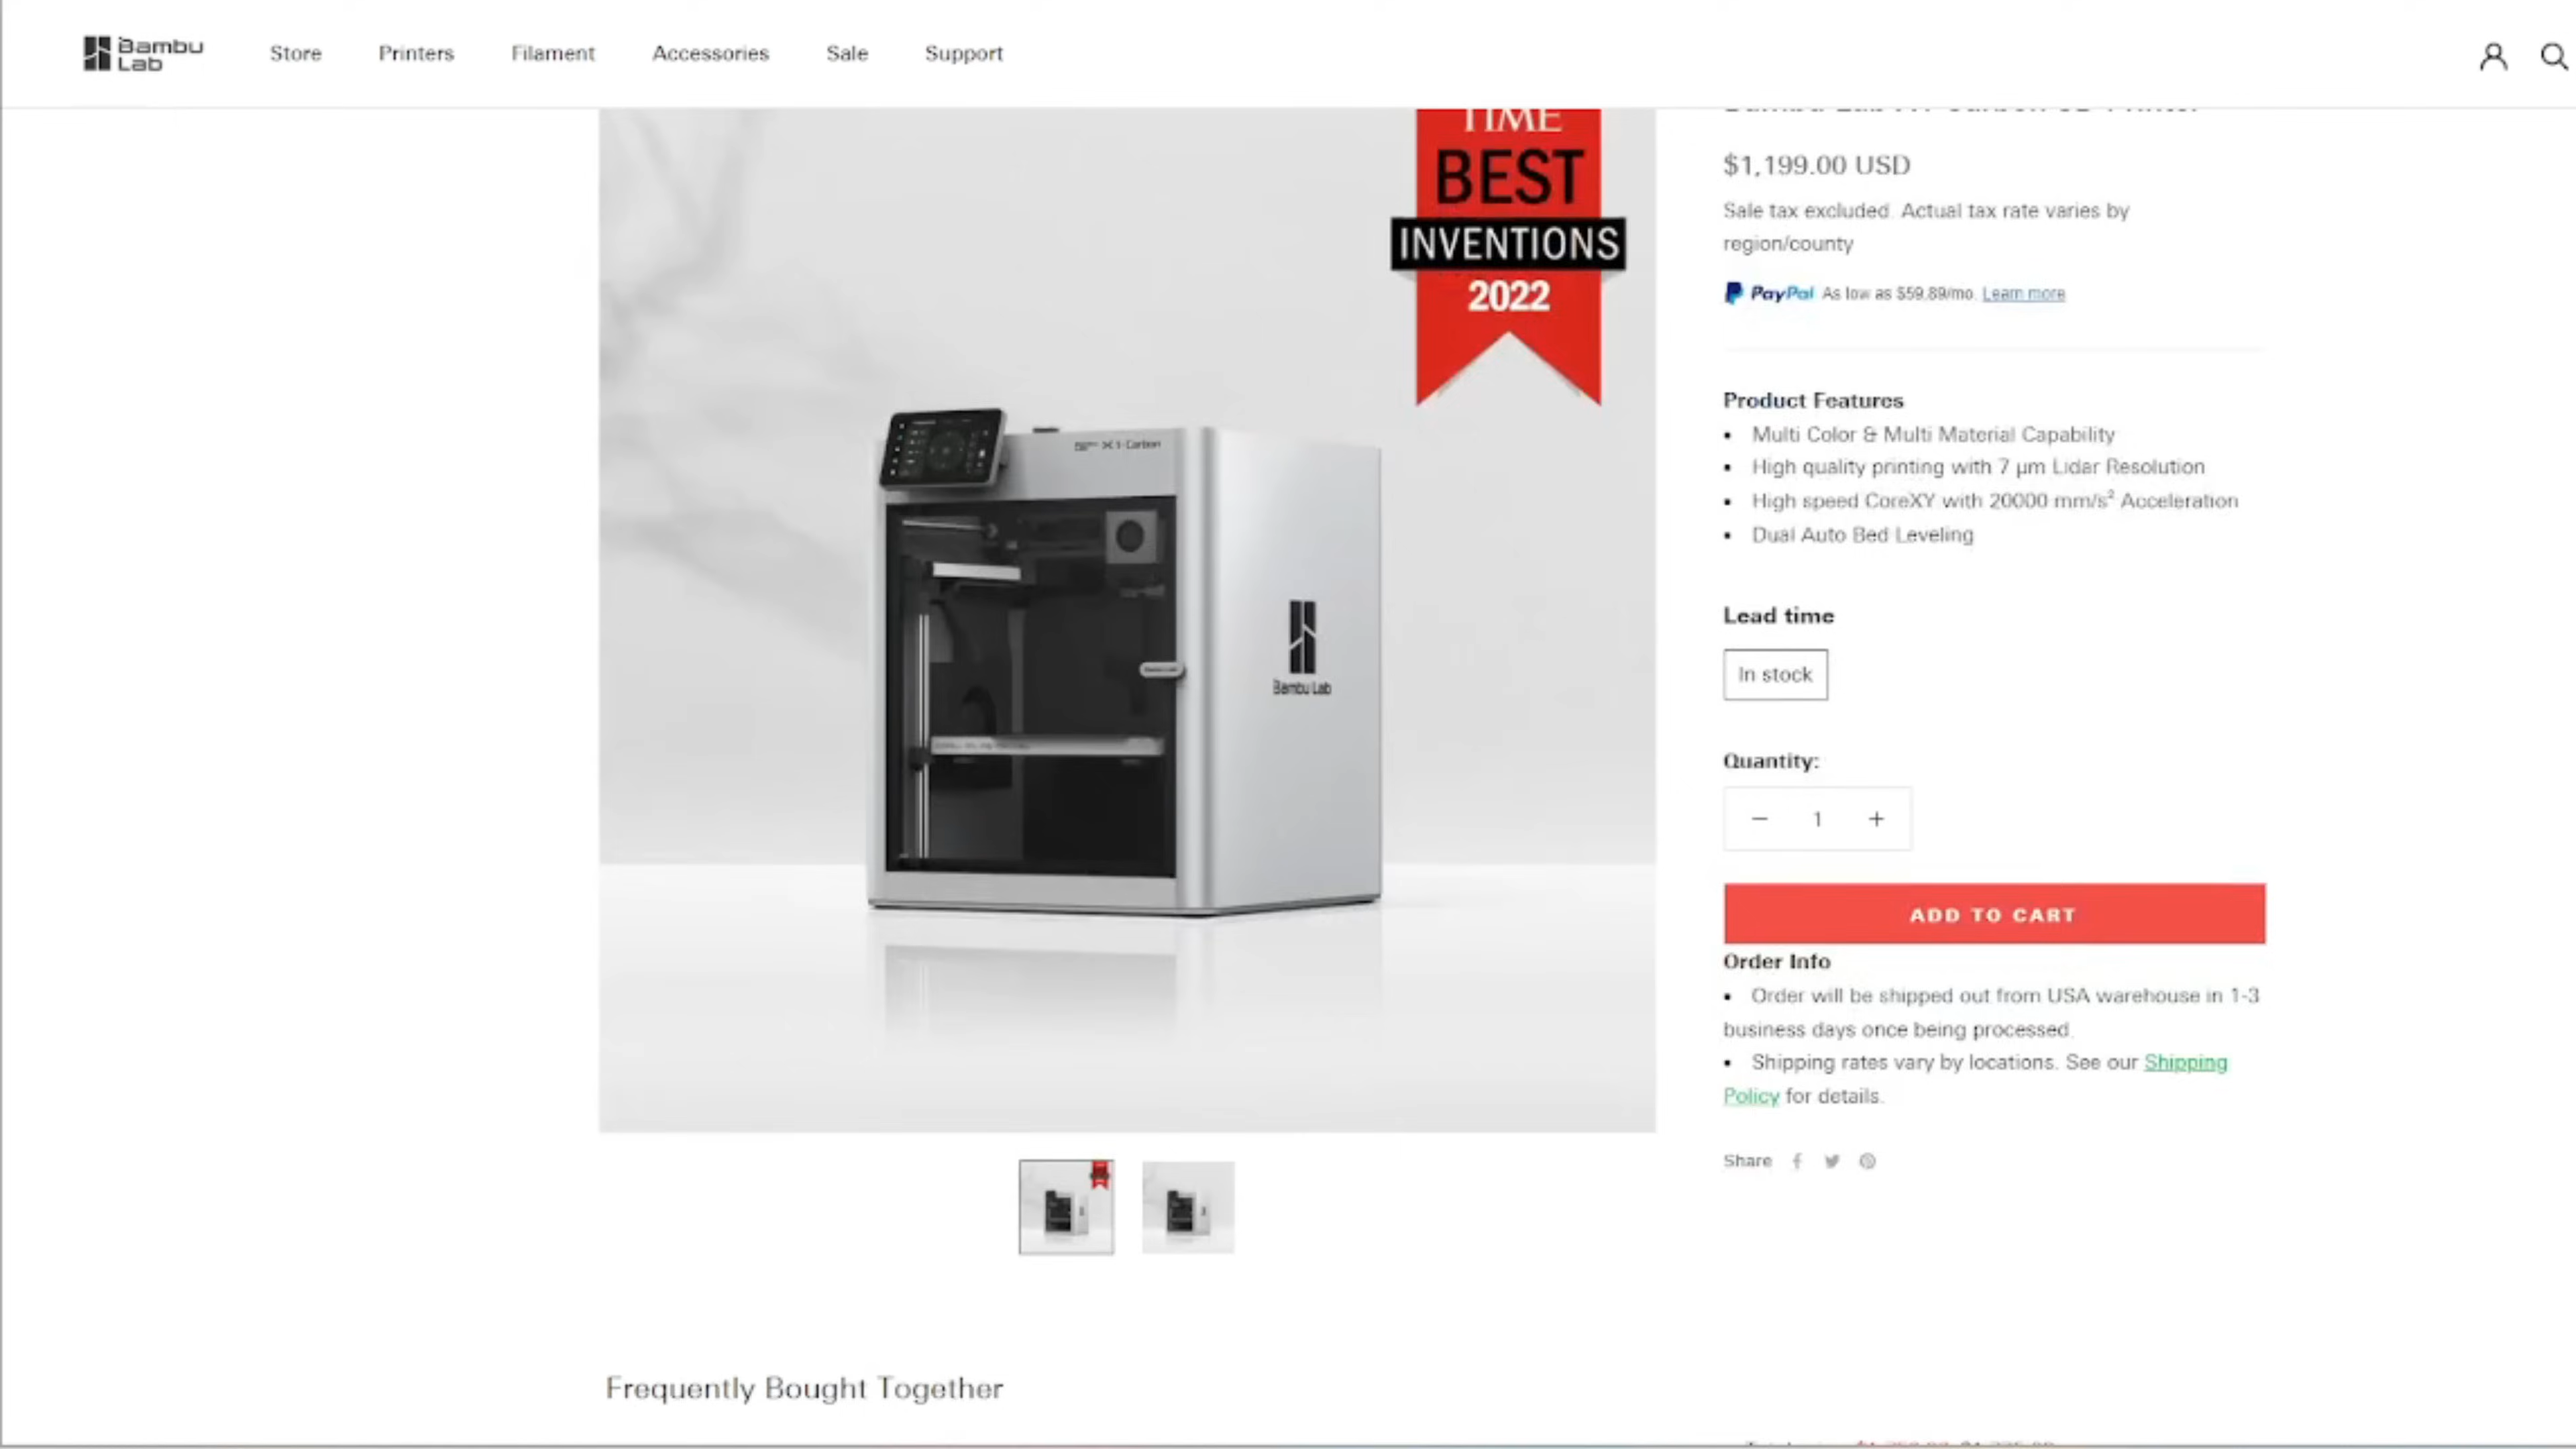 Bambu
Lab
Store
Printers
Filament
Accessories
Sale
Support
TIME
BEST
INVENTIONS
2022
X1-Carbon
Bambu Lab
$1,199.00 USD
Sale tax excluded. Actual tax rate varies by
region/county
PayPal As low as $59.89/mo. Learn more
Product Features
▪ Multi Color & Multi Material Capability
▪ High quality printing with 7 μm Lidar Resolution
▪ High speed CoreXY with 20000 mm/s² Acceleration
▪ Dual Auto Bed Leveling
Lead time
In stock
Quantity:
− 1 +
ADD TO CART
Order Info
▪ Order will be shipped out from USA warehouse in 1-3
business days once being processed.
▪ Shipping rates vary by locations. See our Shipping
Policy for details.
Share
Frequently Bought Together